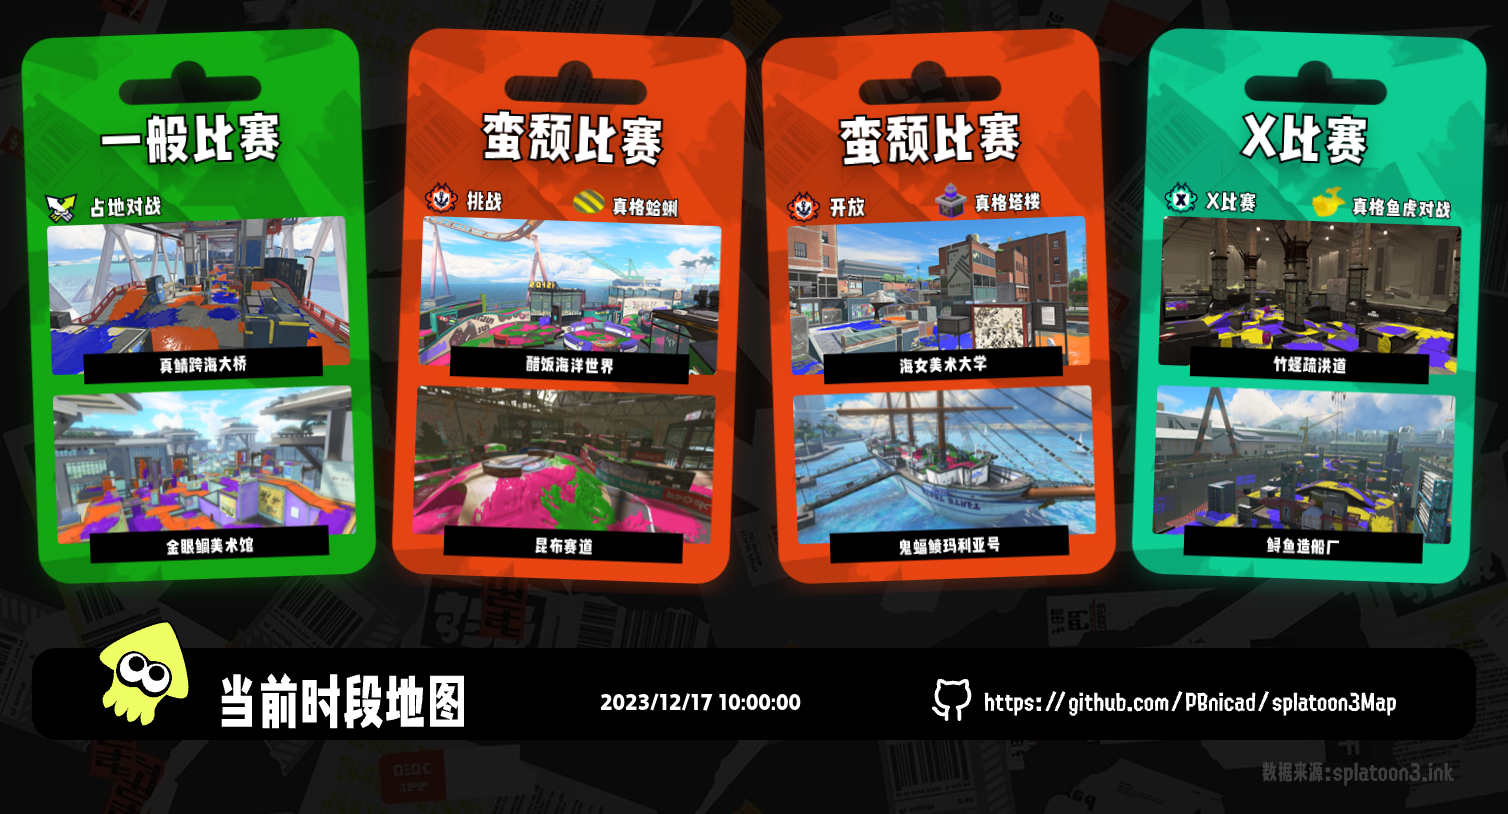 一般比赛
占地对战
真鲭跨海大桥
金眼鲷美术馆
蛮颓比赛
挑战
真格蛤蜊
醋饭海洋世界
昆布赛道
蛮颓比赛
开放
真格塔楼
海女美术大学
鬼蝠鲼玛利亚号
X比赛
X比赛
真格鱼虎对战
竹蛏疏洪道
鲟鱼造船厂
当前时段地图
2023/12/17 10:00:00
https://github.com/PBnicad/splatoon3Map
数据来源:splatoon3.ink